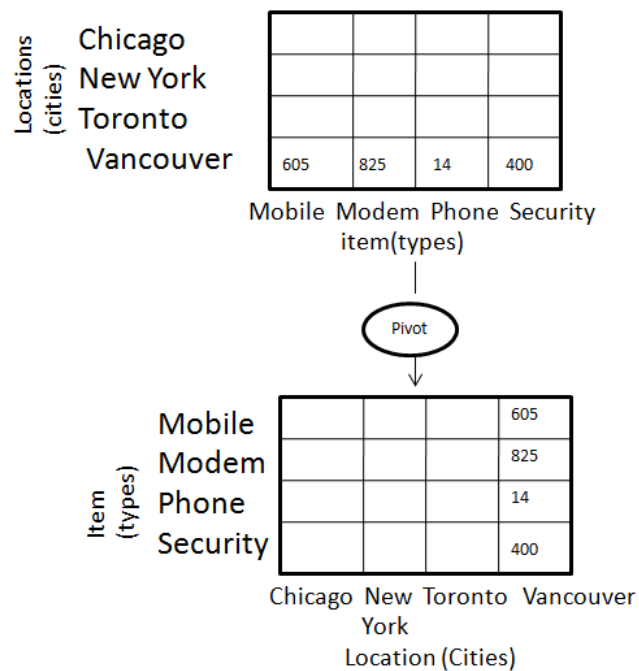 Locations
(cities)
Chicago
New York
Toronto
Vancouver
605 825 14 400
Mobile Modem Phone Security
item(types)
Pivot
Item
(types)
Mobile
Modem
Phone
Security
605
825
14
400
Chicago New Toronto Vancouver
York
Location (Cities)